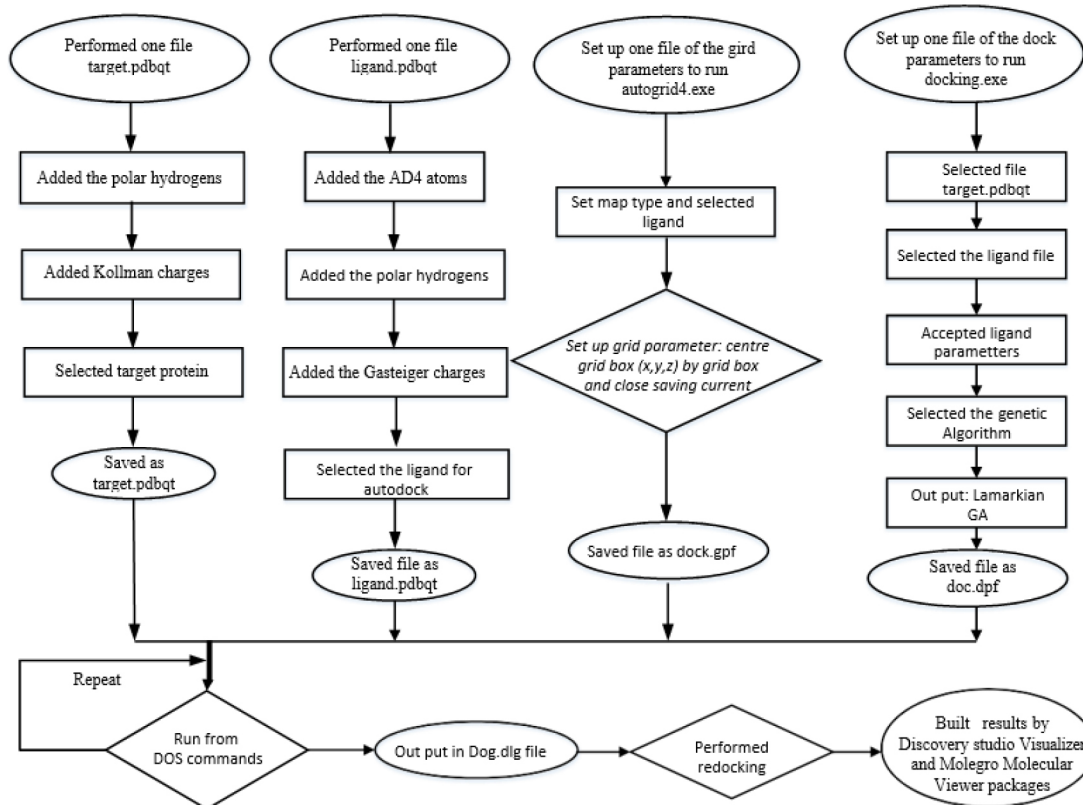 Performed one file
target.pdbqt
Added the polar hydrogens
Added Kollman charges
Selected target protein
Saved as
target.pdbqt
Performed one file
ligand.pdbqt
Added the AD4 atoms
Added the polar hydrogens
Added the Gasteiger charges
Selected the ligand for
autodock
Saved file as
ligand.pdbqt
Set up one file of the gird
parameters to run
autogrid4.exe
Set map type and selected
ligand
Set up grid parameter: centre
grid box (x,y,z) by grid box
and close saving current
Saved file as dock.gpf
Set up one file of the dock
parameters to run
docking.exe
Selected file
target.pdbqt
Selected the ligand file
Accepted ligand
parametters
Selected the genetic
Algorithm
Out put: Lamarkian
GA
Saved file as
doc.dpf
Repeat
Run from
DOS commands
Out put in Dog.dlg file
Performed
redocking
Built results by
Discovery studio Visualizer
and Molegro Molecular
Viewer packages